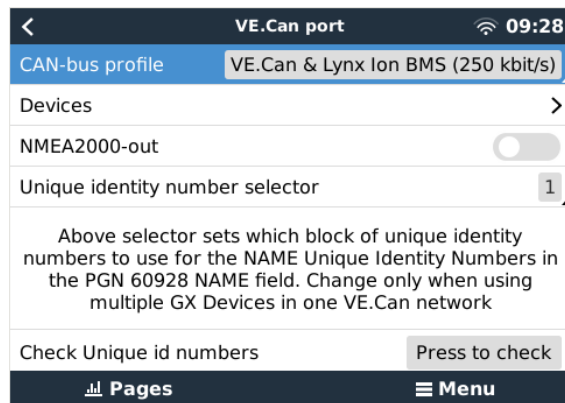 VE.Can port 09:28
CAN-bus profile VE.Can & Lynx Ion BMS (250 kbit/s)
Devices
NMEA2000-out
Unique identity number selector 1
Above selector sets which block of unique identity
numbers to use for the NAME Unique Identity Numbers in
the PGN 60928 NAME field. Change only when using
multiple GX Devices in one VE.Can network
Check Unique id numbers Press to check
Pages Menu